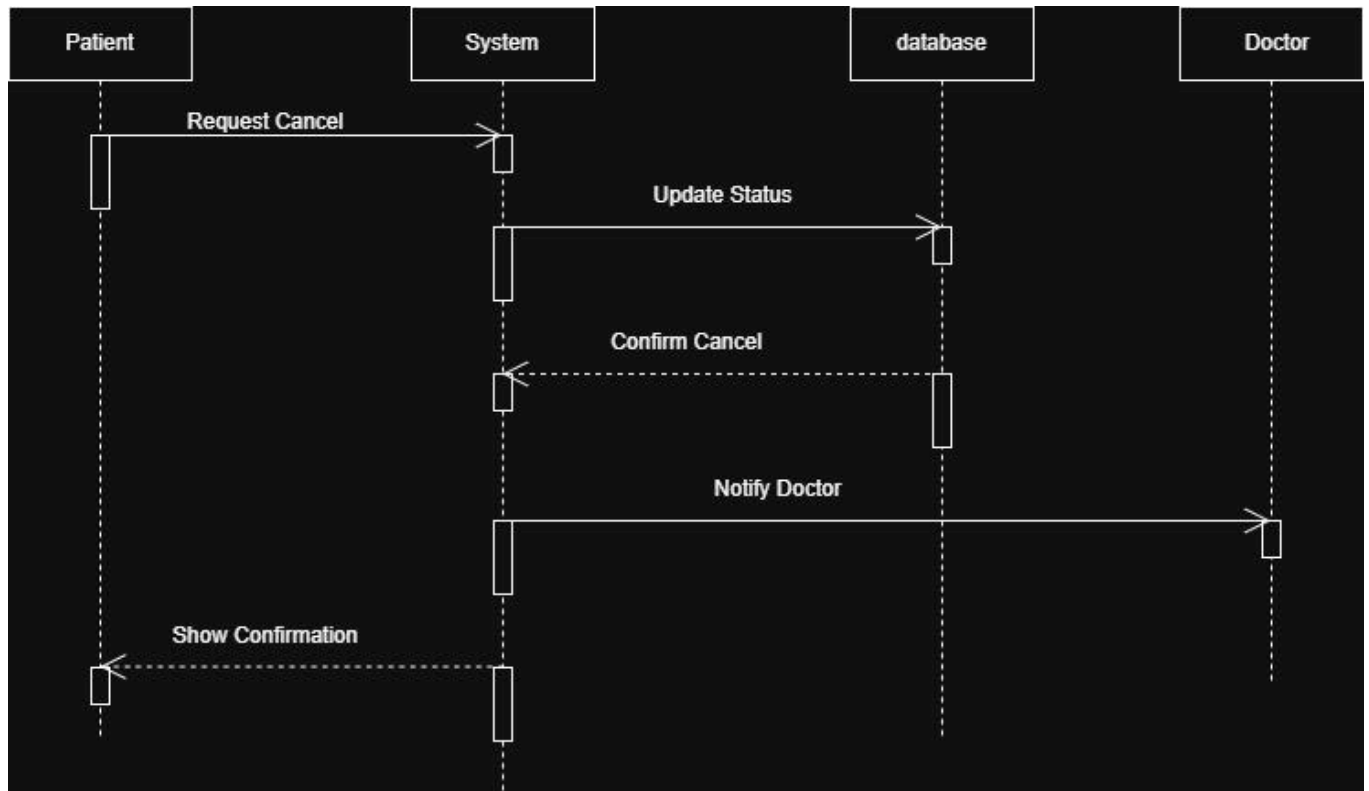 Patient
System
database
Doctor
Request Cancel
Update Status
Confirm Cancel
Notify Doctor
Show Confirmation